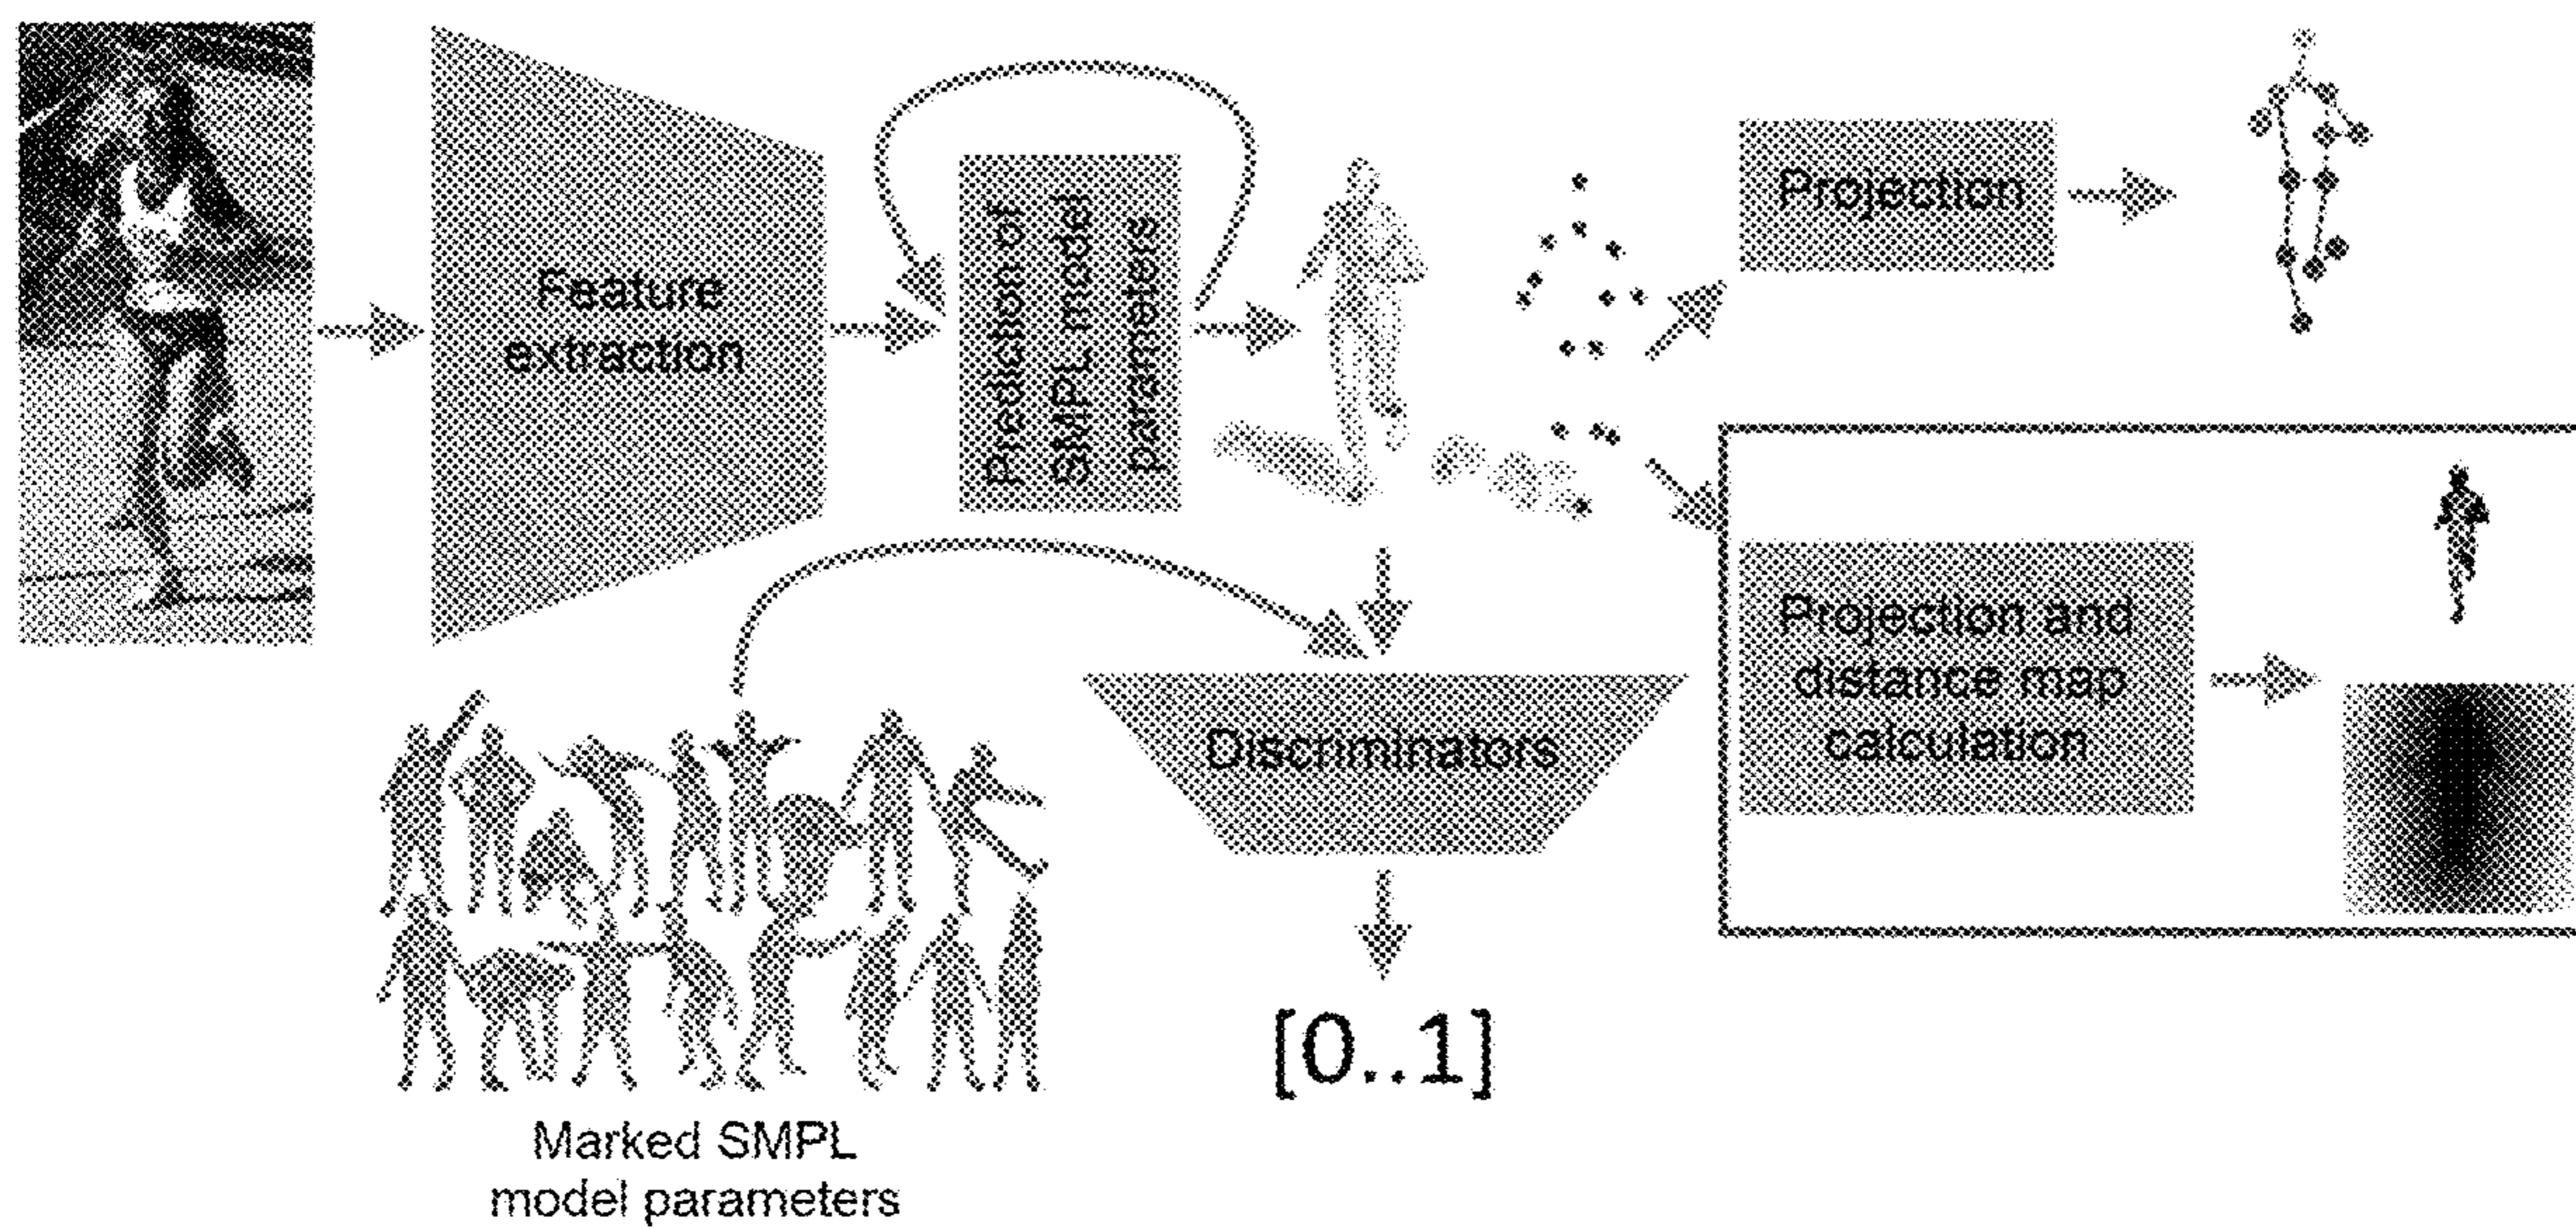 Feature
extraction
Prediction of
SMPL model
parameters
Projection
Projection and
distance map
calculation
Discriminators
[0..1]
Marked SMPL
model parameters